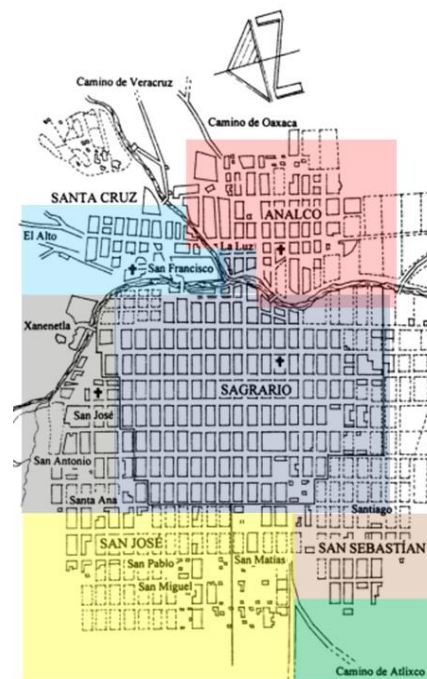 Camino de Veracruz
Camino de Oaxaca
SANTA CRUZ
ANALCO
El Alto
La Luz
San Francisco
Xanenetla
SAGRARIO
San José
San Antonio
Santa Ana
Santiago
SAN JOSÉ
San Matías
SAN SEBASTÍAN
San Pablo
San Miguel
Camino de Atlixco